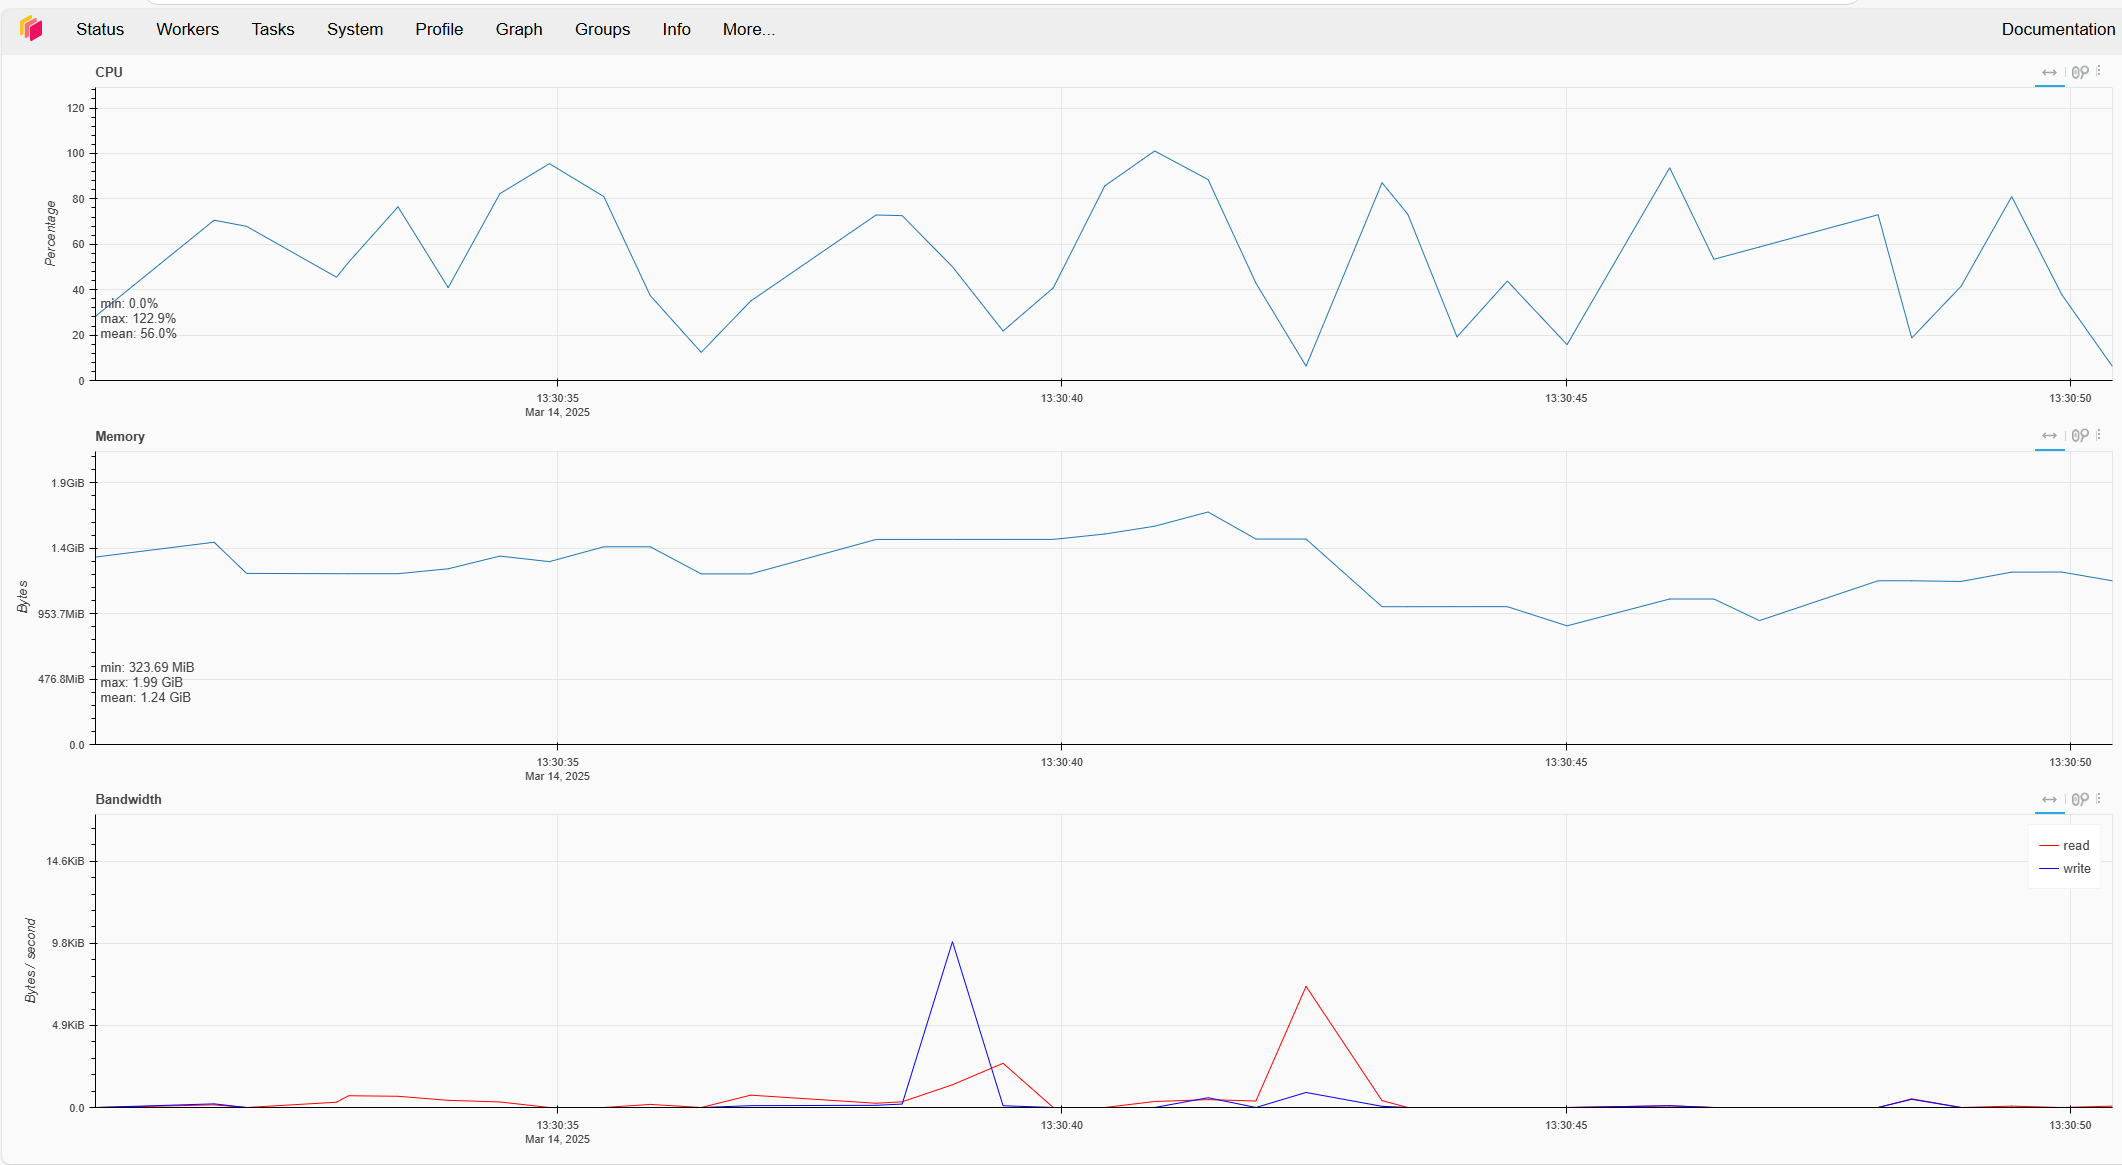 Status Workers Tasks System Profile Graph Groups Info More... Documentation
CPU
Percentage
120
100
80
60
40
20
0
min: 0.0%
max: 122.9%
mean: 56.0%
13:30:35 13:30:40 13:30:45 13:30:50
Mar 14, 2025
Memory
Bytes
1.9GiB
1.4GiB
953.7MiB
476.8MiB
0.0
min: 323.69 MiB
max: 1.99 GiB
mean: 1.24 GiB
13:30:35 13:30:40 13:30:45 13:30:50
Mar 14, 2025
Bandwidth
Bytes / second
14.6KiB
9.8KiB
4.9KiB
0.0
read
write
13:30:35 13:30:40 13:30:45 13:30:50
Mar 14, 2025